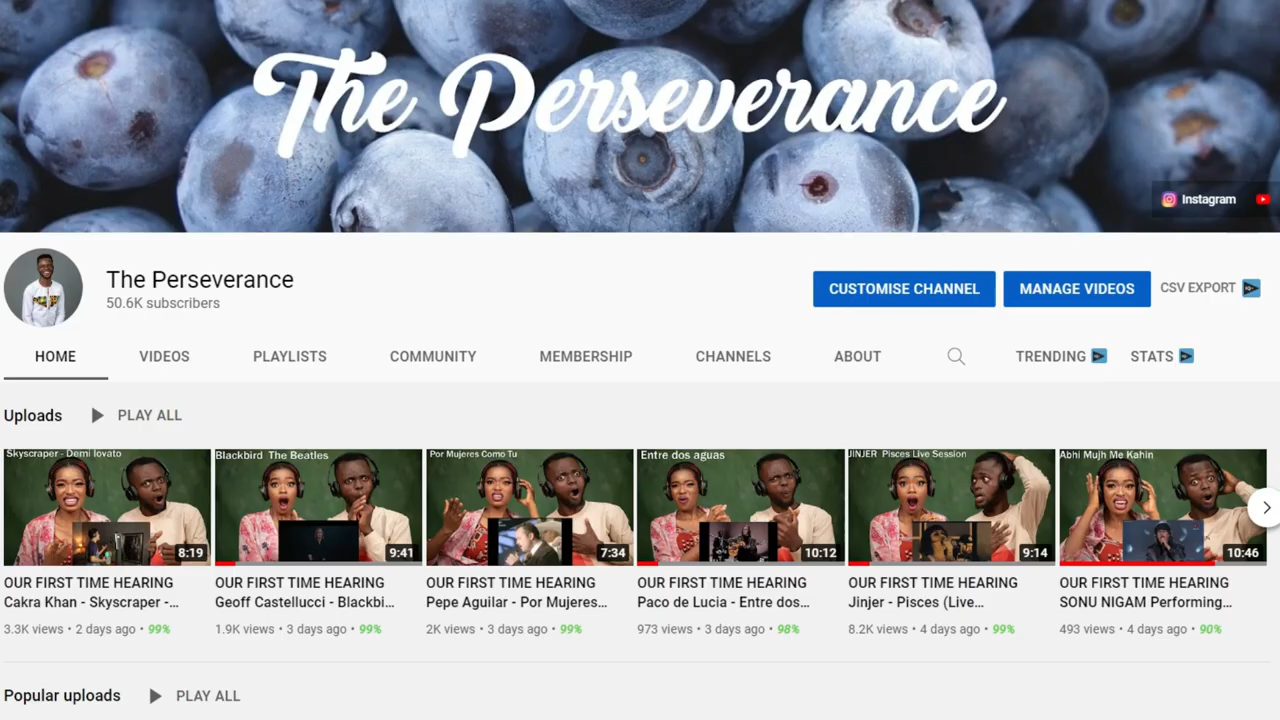 The Perseverance
Instagram
The Perseverance
50.6K subscribers
CUSTOMISE CHANNEL
MANAGE VIDEOS
CSV EXPORT
HOME
VIDEOS
PLAYLISTS
COMMUNITY
MEMBERSHIP
CHANNELS
ABOUT
TRENDING
STATS
Uploads
PLAY ALL
Skyscraper - Demi lovato
8:19
OUR FIRST TIME HEARING
Cakra Khan - Skyscraper -...
3.3K views • 2 days ago • 99%
Blackbird The Beatles
9:41
OUR FIRST TIME HEARING
Geoff Castellucci - Blackbi...
1.9K views • 3 days ago • 99%
Por Mujeres Como Tu
7:34
OUR FIRST TIME HEARING
Pepe Aguilar - Por Mujeres...
2K views • 3 days ago • 99%
Entre dos aguas
10:12
OUR FIRST TIME HEARING
Paco de Lucia - Entre dos...
973 views • 3 days ago • 98%
JINJER Pisces Live Session
9:14
OUR FIRST TIME HEARING
Jinjer - Pisces (Live...
8.2K views • 4 days ago • 99%
Abhi Mujh Me Kahin
10:46
OUR FIRST TIME HEARING
SONU NIGAM Performing...
493 views • 4 days ago • 90%
Popular uploads
PLAY ALL